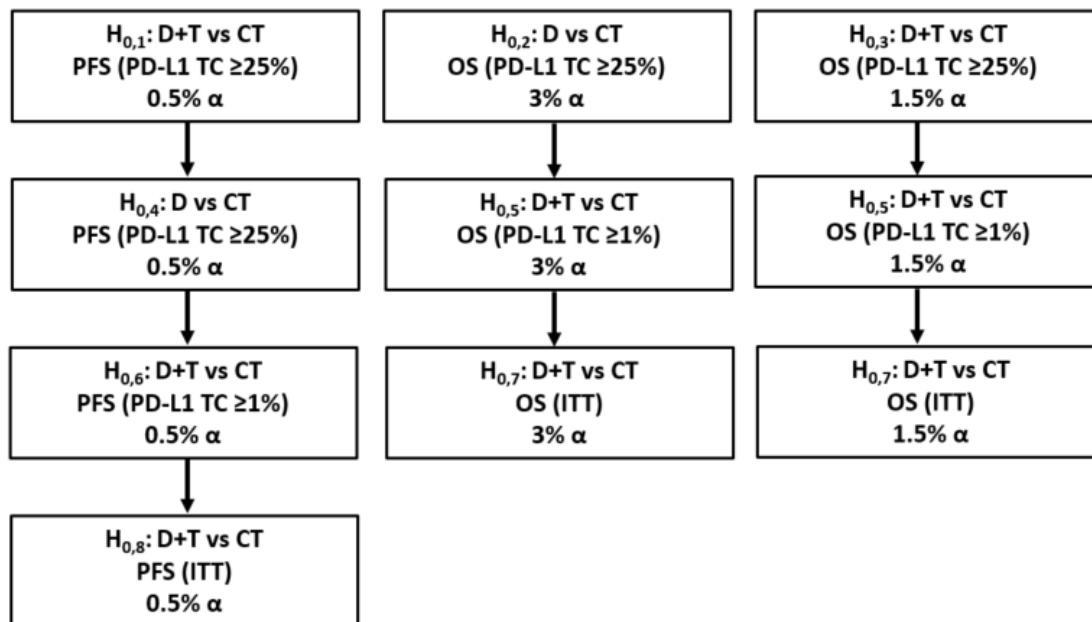 H0,1: D+T vs CT
PFS (PD-L1 TC ≥25%)
0.5% α
H0,2: D vs CT
OS (PD-L1 TC ≥25%)
3% α
H0,3: D+T vs CT
OS (PD-L1 TC ≥25%)
1.5% α
H0,4: D vs CT
PFS (PD-L1 TC ≥25%)
0.5% α
H0,5: D+T vs CT
OS (PD-L1 TC ≥1%)
3% α
H0,5: D+T vs CT
OS (PD-L1 TC ≥1%)
1.5% α
H0,6: D+T vs CT
PFS (PD-L1 TC ≥1%)
0.5% α
H0,7: D+T vs CT
OS (ITT)
3% α
H0,7: D+T vs CT
OS (ITT)
1.5% α
H0,8: D+T vs CT
PFS (ITT)
0.5% α